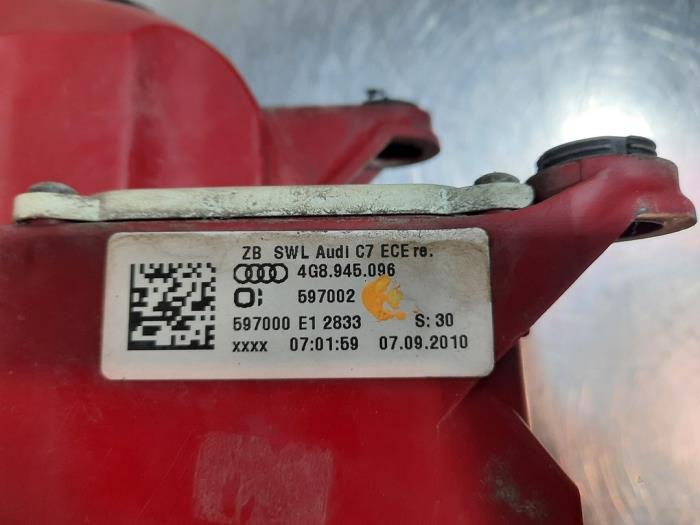 ZB SWL Audi C7 ECE re.
4G8.945.096
597002
597000 E1 2833 S: 30
xxxx 07:01:59 07.09.2010